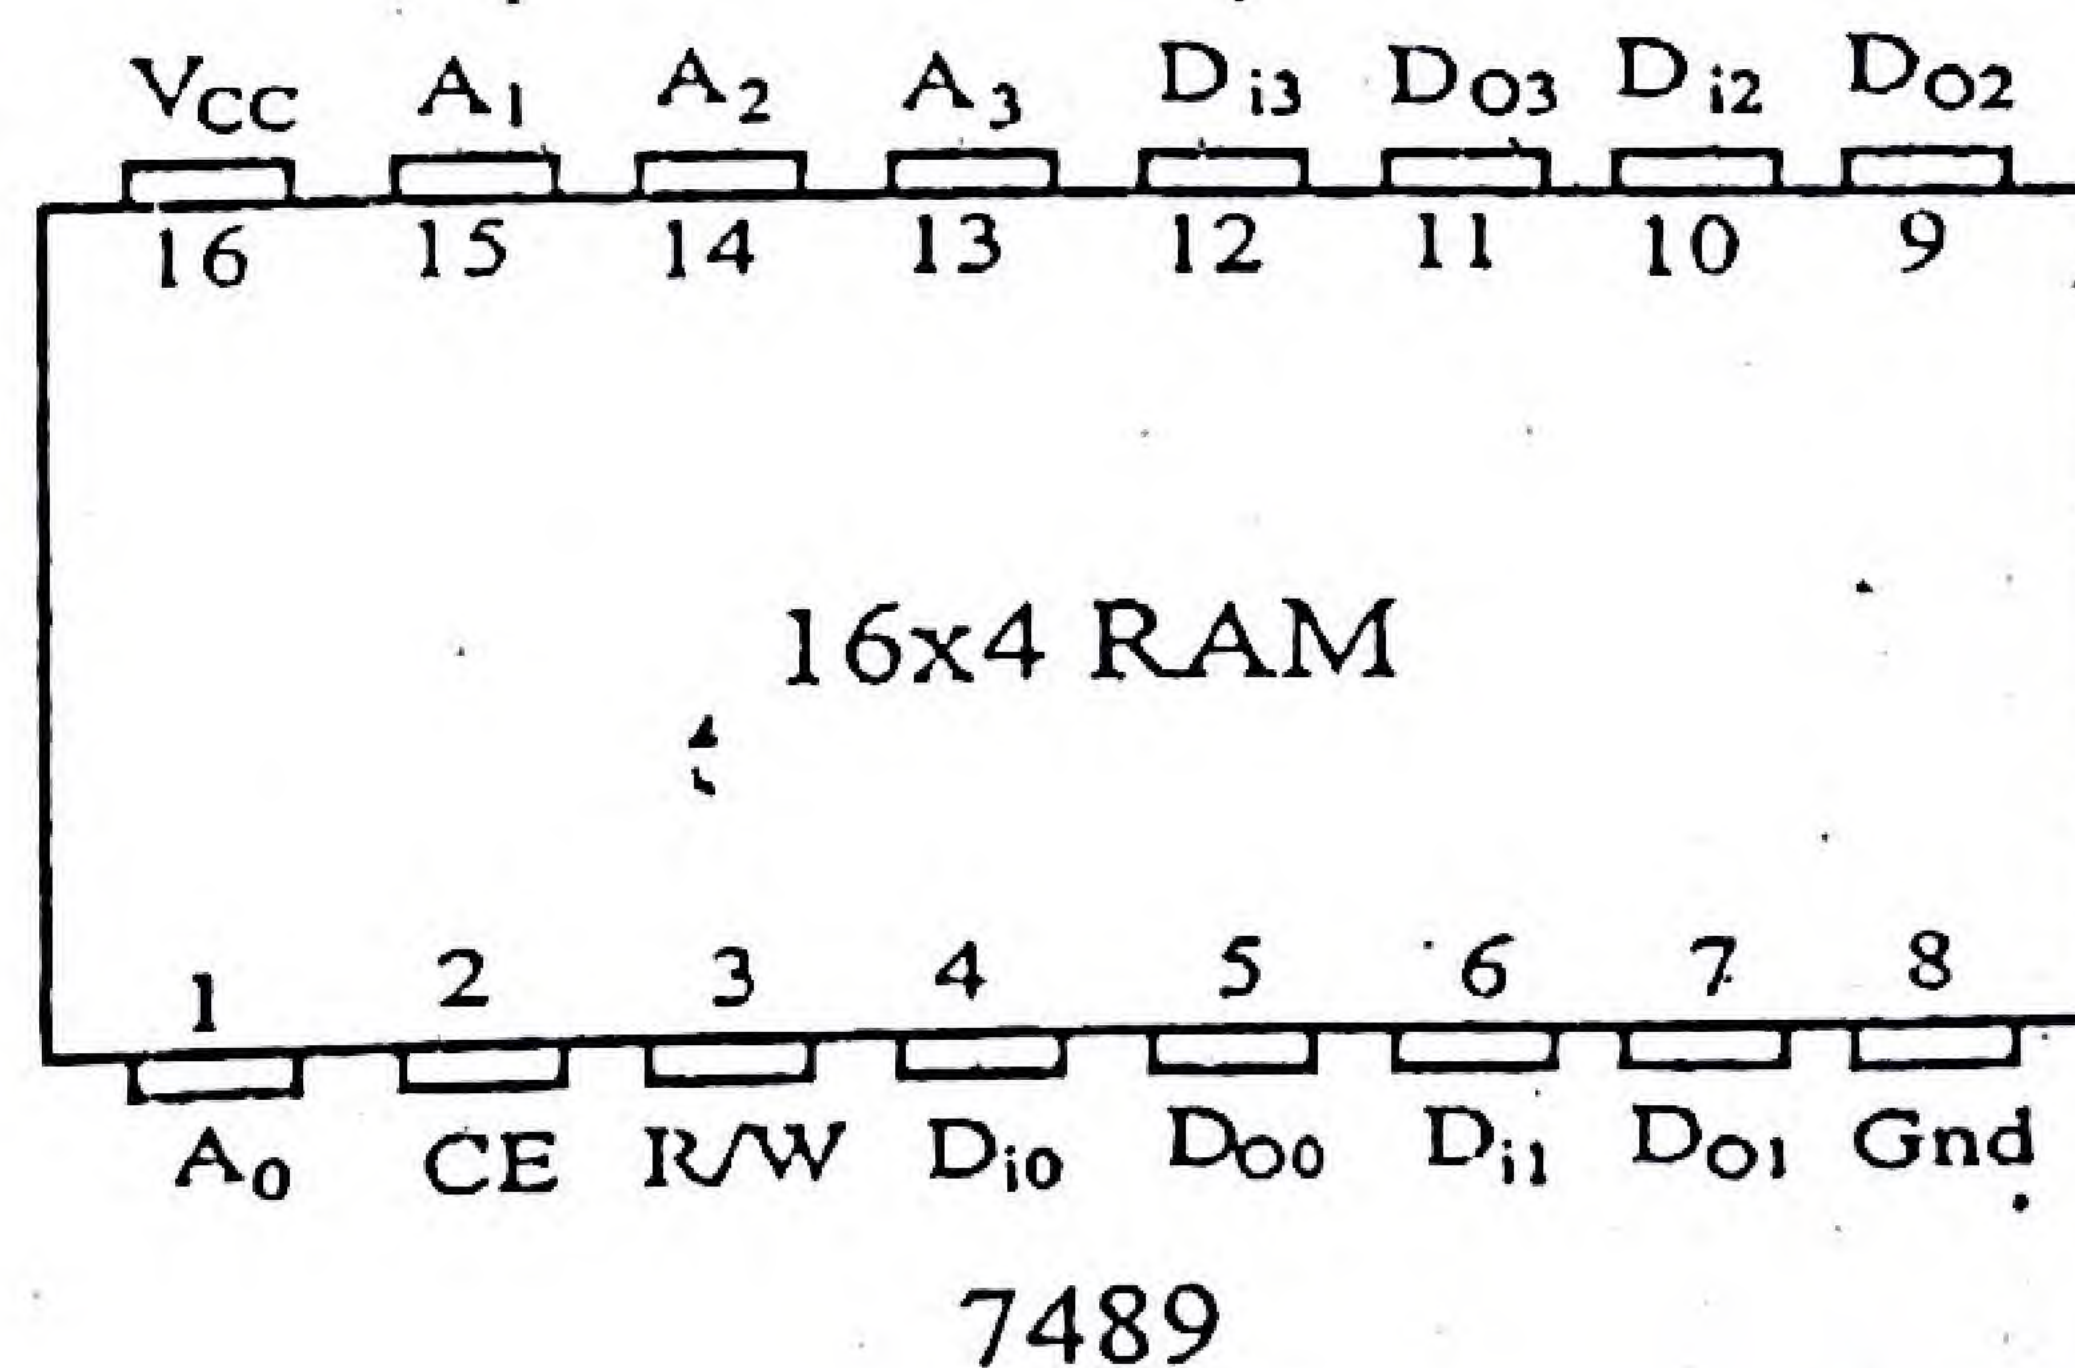 VCC A1 A2 A3 Di3 DO3 Di2 DO2
16 15 14 13 12 11 10 9
16x4 RAM
1 2 3 4 5 6 7 8
A0 CE R/W Di0 DO0 Di1 DO1 Gnd
7489